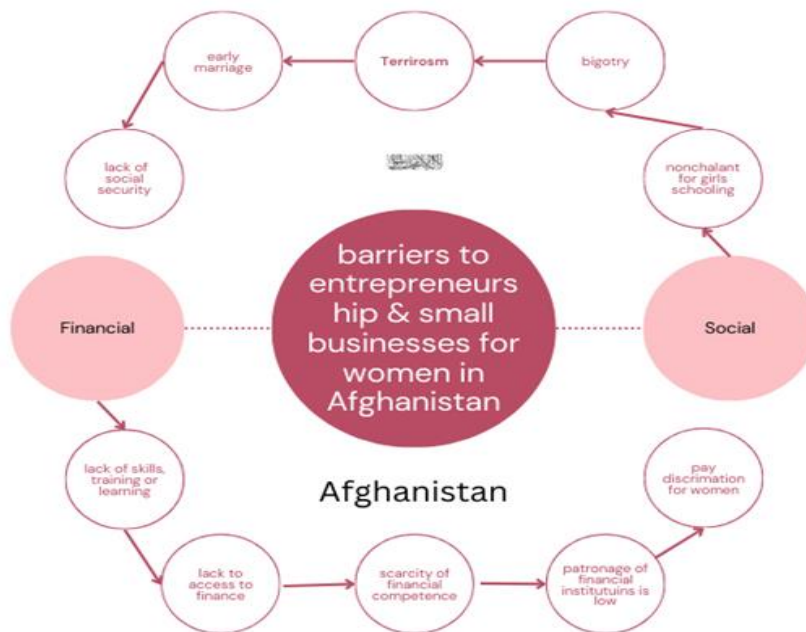 early
marriage
Terrirosm
bigotry
lack of
social
security
nonchalant
for girls
schooling
barriers to
entrepreneurs
hip & small
businesses for
women in
Afghanistan
Financial
Social
lack of skills,
training or
learning
Afghanistan
pay
discrimation
for women
lack to
access to
finance
scarcity of
financial
competence
patronage of
financial
institutuins is
low